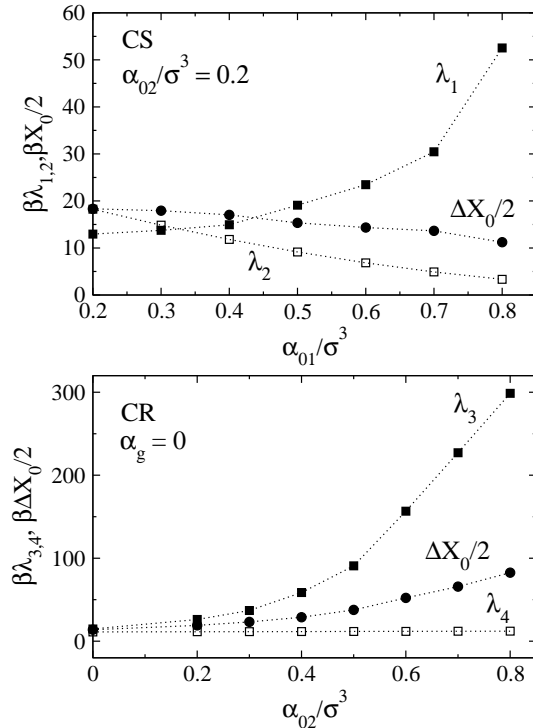 60
50
40
30
20
10
0
βλ₁,₂,βX₀/2
CS
α₀₂/σ³ = 0.2
λ₁
ΔX₀/2
λ₂
0.2 0.3 0.4 0.5 0.6 0.7 0.8
α₀₁/σ³
300
200
100
0
βλ₃,₄, βΔX₀/2
CR
α_g = 0
λ₃
ΔX₀/2
λ₄
0 0.2 0.4 0.6 0.8
α₀₂/σ³